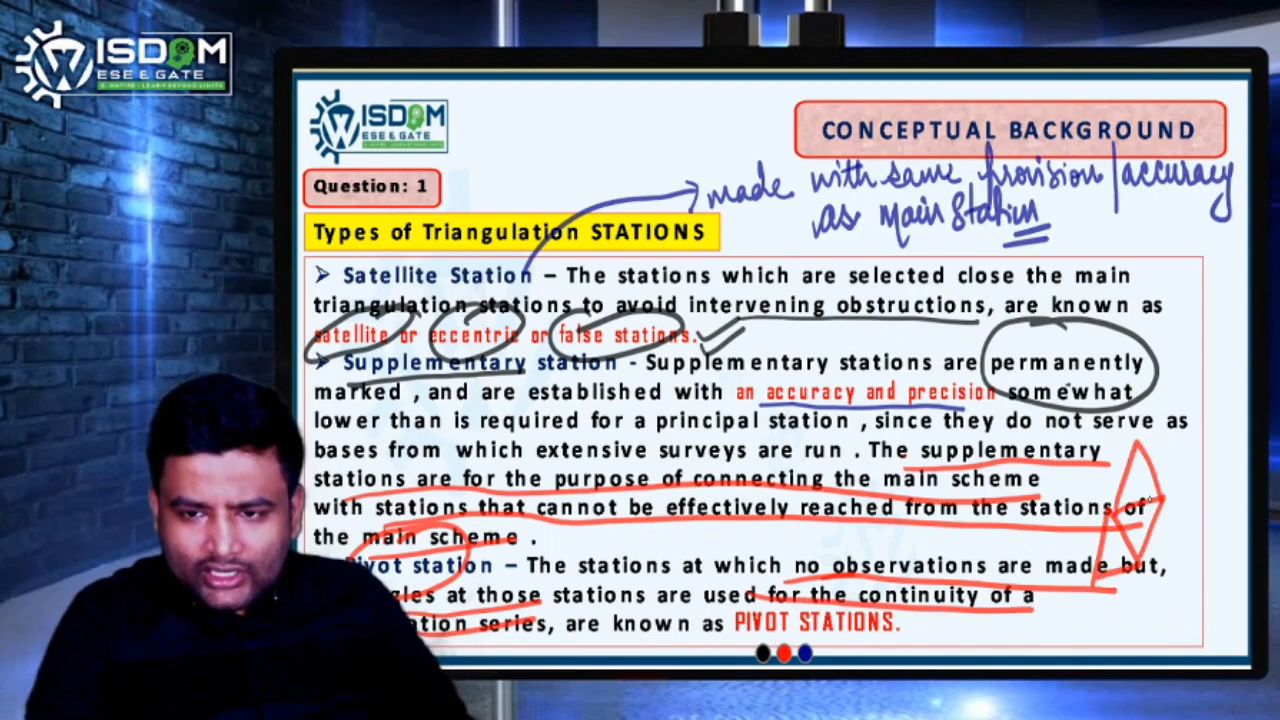 WISDOM
ESE & GATE
WISDOM
ESE & GATE
CONCEPTUAL BACKGROUND
Question: 1
made with same provision/accuracy
as main station
Types of Triangulation STATIONS
➢ Satellite Station – The stations which are selected close the main
triangulation stations to avoid intervening obstructions, are known as
satellite or eccentric or false stations.
➢ Supplementary station - Supplementary stations are permanently
marked , and are established with an accuracy and precision somewhat
lower than is required for a principal station , since they do not serve as
bases from which extensive surveys are run . The supplementary
stations are for the purpose of connecting the main scheme
with stations that cannot be effectively reached from the stations of
the main scheme .
Pivot station – The stations at which no observations are made but,
at those stations are used for the continuity of a
series, are known as PIVOT STATIONS.